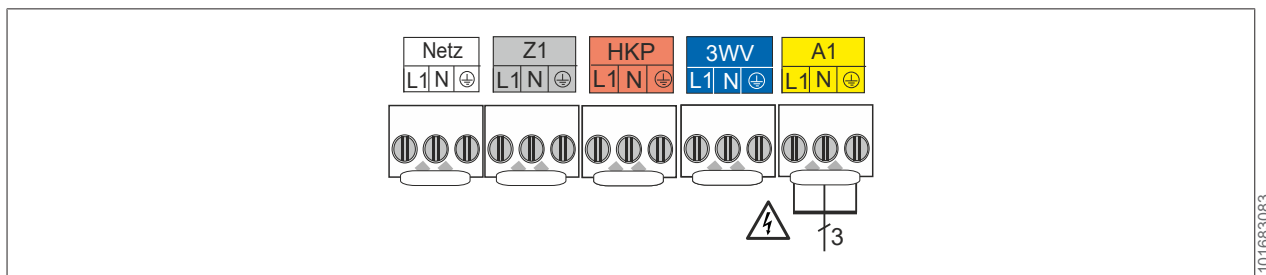 Netz Z1 HKP 3WV A1
L1 N L1 N L1 N L1 N L1 N
3
101683083